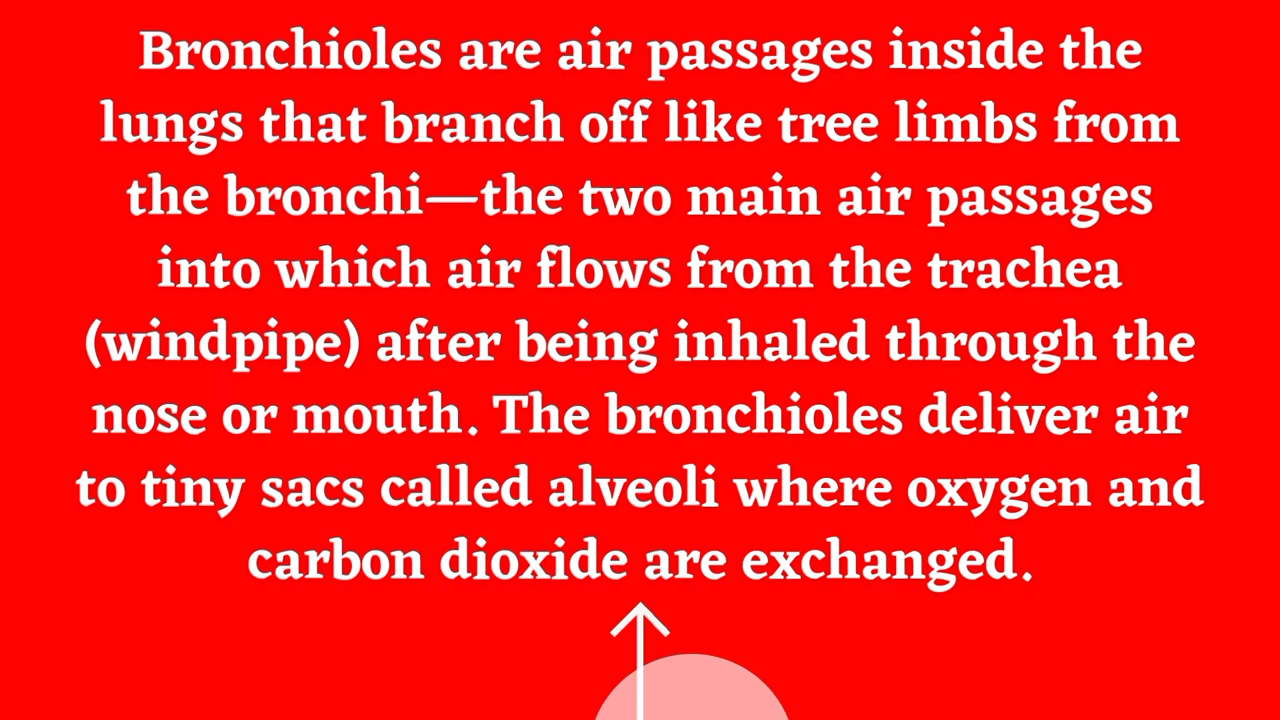 Bronchioles are air passages inside the
lungs that branch off like tree limbs from
the bronchi—the two main air passages
into which air flows from the trachea
(windpipe) after being inhaled through the
nose or mouth. The bronchioles deliver air
to tiny sacs called alveoli where oxygen and
carbon dioxide are exchanged.